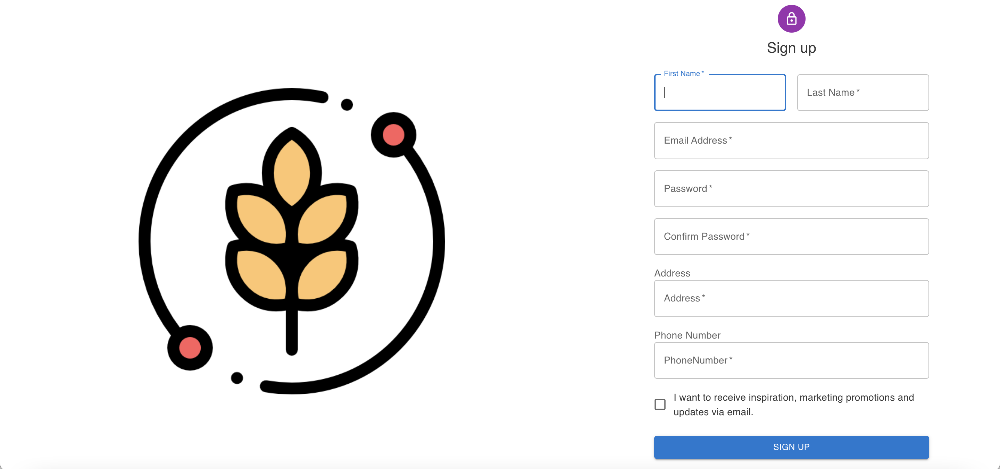 Sign up
First Name *
Last Name *
Email Address *
Password *
Confirm Password *
Address
Address *
Phone Number
PhoneNumber *
I want to receive inspiration, marketing promotions and
updates via email.
SIGN UP